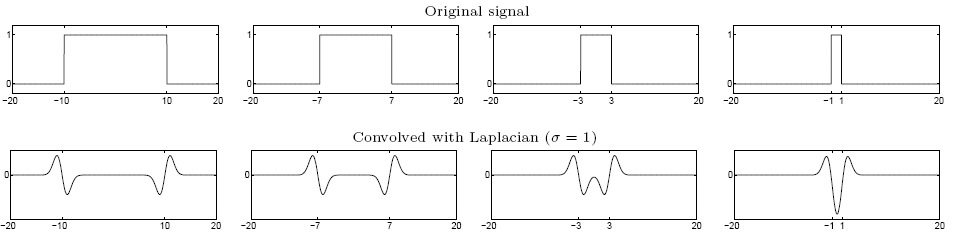 Original signal
1 1 1 1
0 0 0 0
−20 −10 10 20 −20 −7 7 20 −20 −3 3 20 −20 −1 1 20
Convolved with Laplacian (σ = 1)
0 0 0 0
−20 −10 10 20 −20 −7 7 20 −20 −3 3 20 −20 −1 1 20